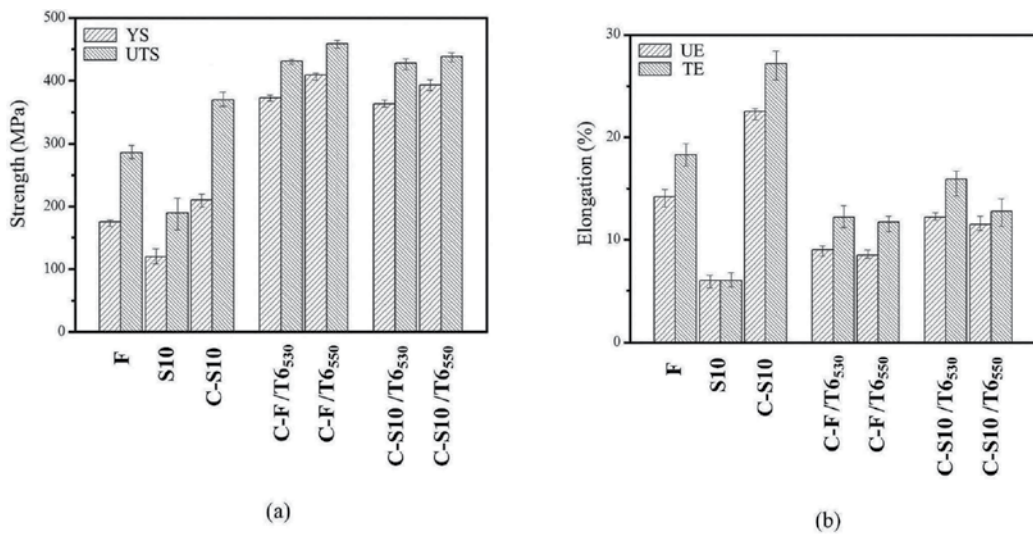 500
400
300
200
100
0
Strength (MPa)
YS
UTS
F
S10
C-S10
C-F /T6₅₃₀
C-F /T6₅₅₀
C-S10 /T6₅₃₀
C-S10 /T6₅₅₀
(a)
30
20
10
0
Elongation (%)
UE
TE
F
S10
C-S10
C-F /T6₅₃₀
C-F /T6₅₅₀
C-S10 /T6₅₃₀
C-S10 /T6₅₅₀
(b)